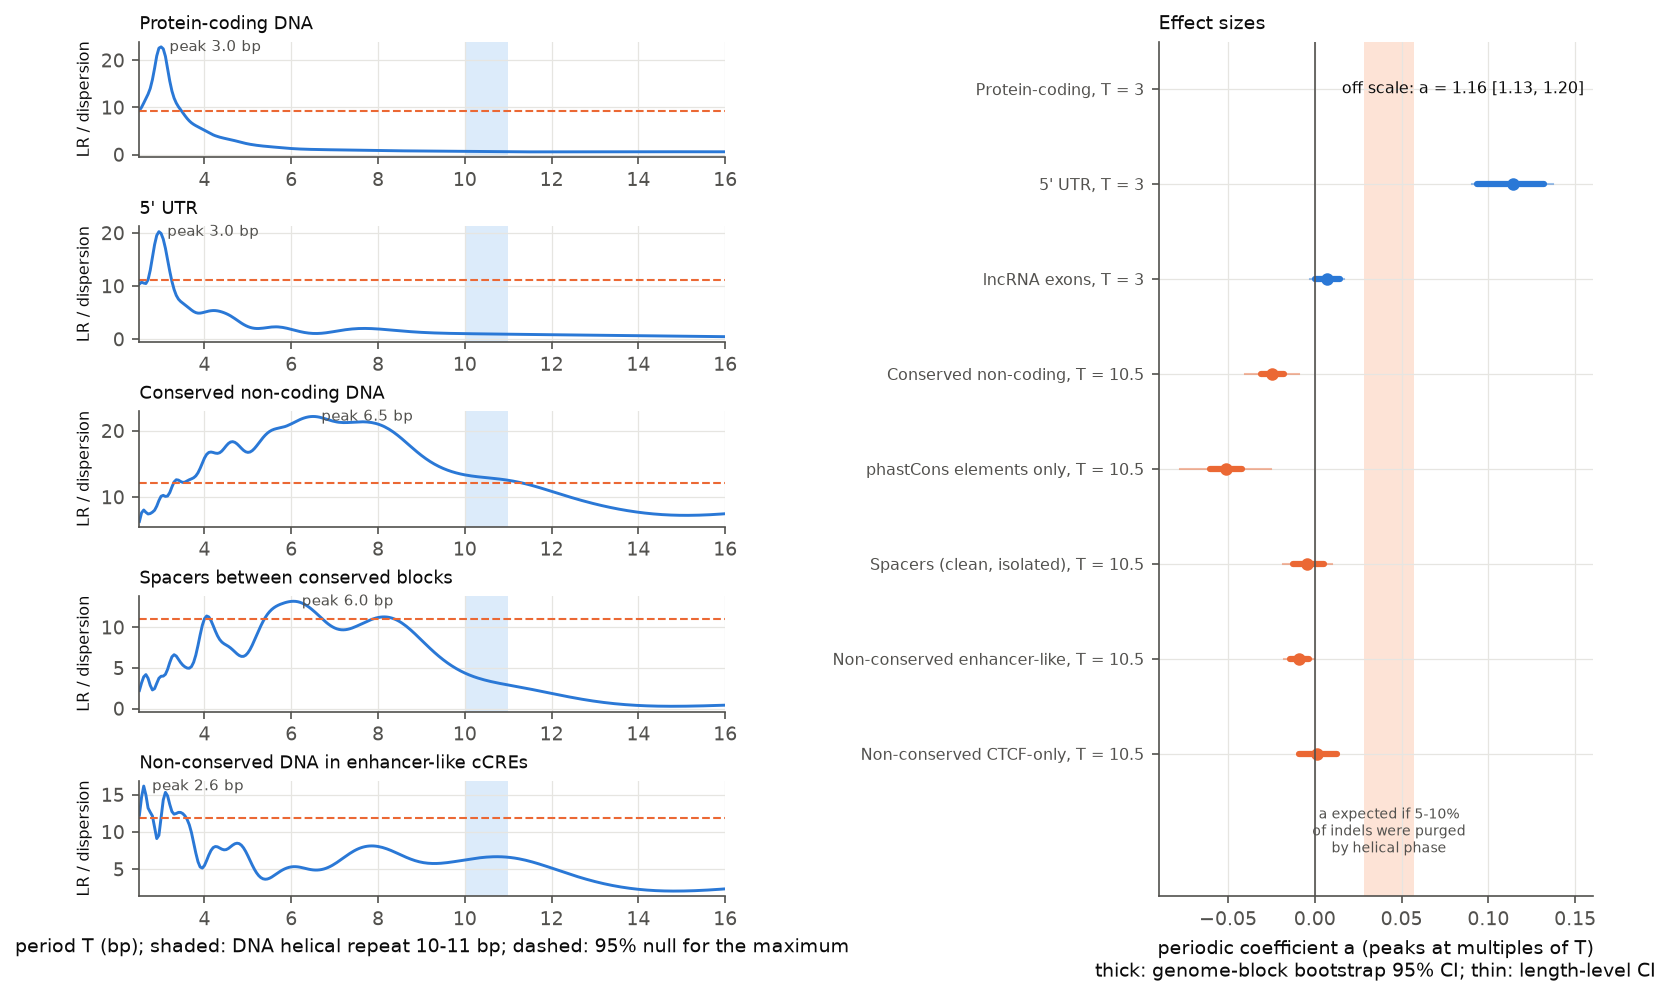 Protein-coding DNA
peak 3.0 bp
LR / dispersion
20
10
0
4 6 8 10 12 14 16
5' UTR
peak 3.0 bp
LR / dispersion
20
10
0
4 6 8 10 12 14 16
Conserved non-coding DNA
peak 6.5 bp
LR / dispersion
20
10
4 6 8 10 12 14 16
Spacers between conserved blocks
peak 6.0 bp
LR / dispersion
10
5
0
4 6 8 10 12 14 16
Non-conserved DNA in enhancer-like cCREs
peak 2.6 bp
LR / dispersion
15
10
5
4 6 8 10 12 14 16
period T (bp); shaded: DNA helical repeat 10-11 bp; dashed: 95% null for the maximum
Effect sizes
Protein-coding, T = 3
off scale: a = 1.16 [1.13, 1.20]
5' UTR, T = 3
lncRNA exons, T = 3
Conserved non-coding, T = 10.5
phastCons elements only, T = 10.5
Spacers (clean, isolated), T = 10.5
Non-conserved enhancer-like, T = 10.5
Non-conserved CTCF-only, T = 10.5
a expected if 5-10%
of indels were purged
by helical phase
−0.05 0.00 0.05 0.10 0.15
periodic coefficient a (peaks at multiples of T)
thick: genome-block bootstrap 95% CI; thin: length-level CI